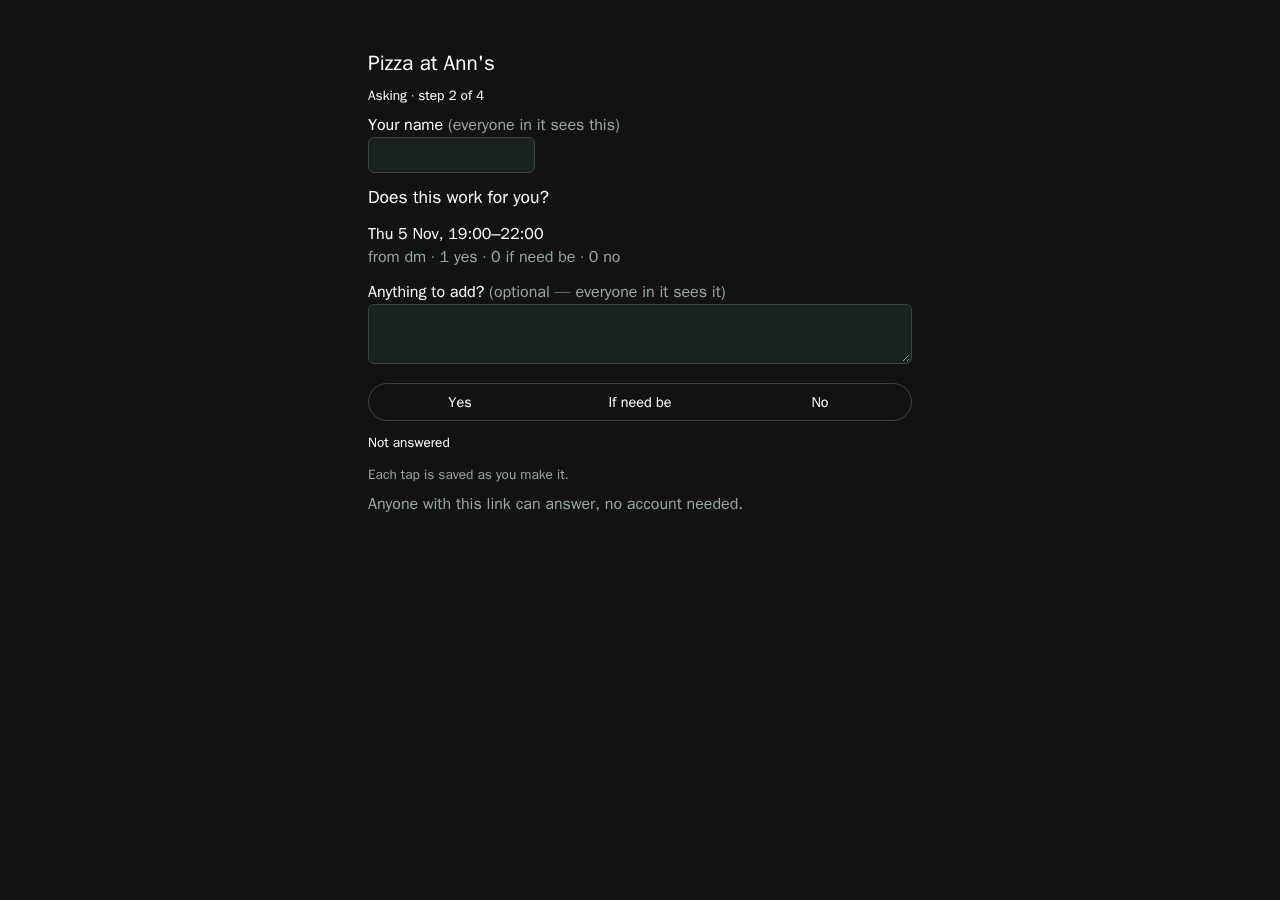 Pizza at Ann's
Asking · step 2 of 4
Your name (everyone in it sees this)
Does this work for you?
Thu 5 Nov, 19:00–22:00
from dm · 1 yes · 0 if need be · 0 no
Anything to add? (optional — everyone in it sees it)
Yes If need be No
Not answered
Each tap is saved as you make it.
Anyone with this link can answer, no account needed.